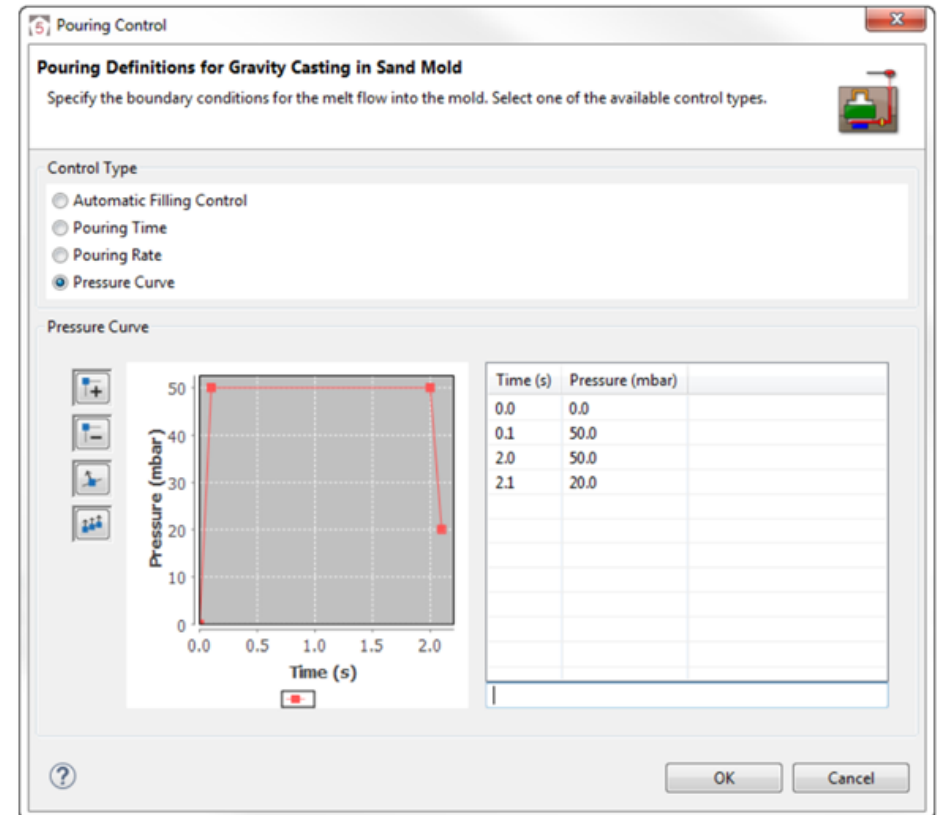 5 Pouring Control
Pouring Definitions for Gravity Casting in Sand Mold
Specify the boundary conditions for the melt flow into the mold. Select one of the available control types.
Control Type
Automatic Filling Control
Pouring Time
Pouring Rate
Pressure Curve
Pressure Curve
50
40
30
20
10
0
Pressure (mbar)
0.0 0.5 1.0 1.5 2.0
Time (s)
Time (s) Pressure (mbar)
0.0 0.0
0.1 50.0
2.0 50.0
2.1 20.0
?
OK Cancel